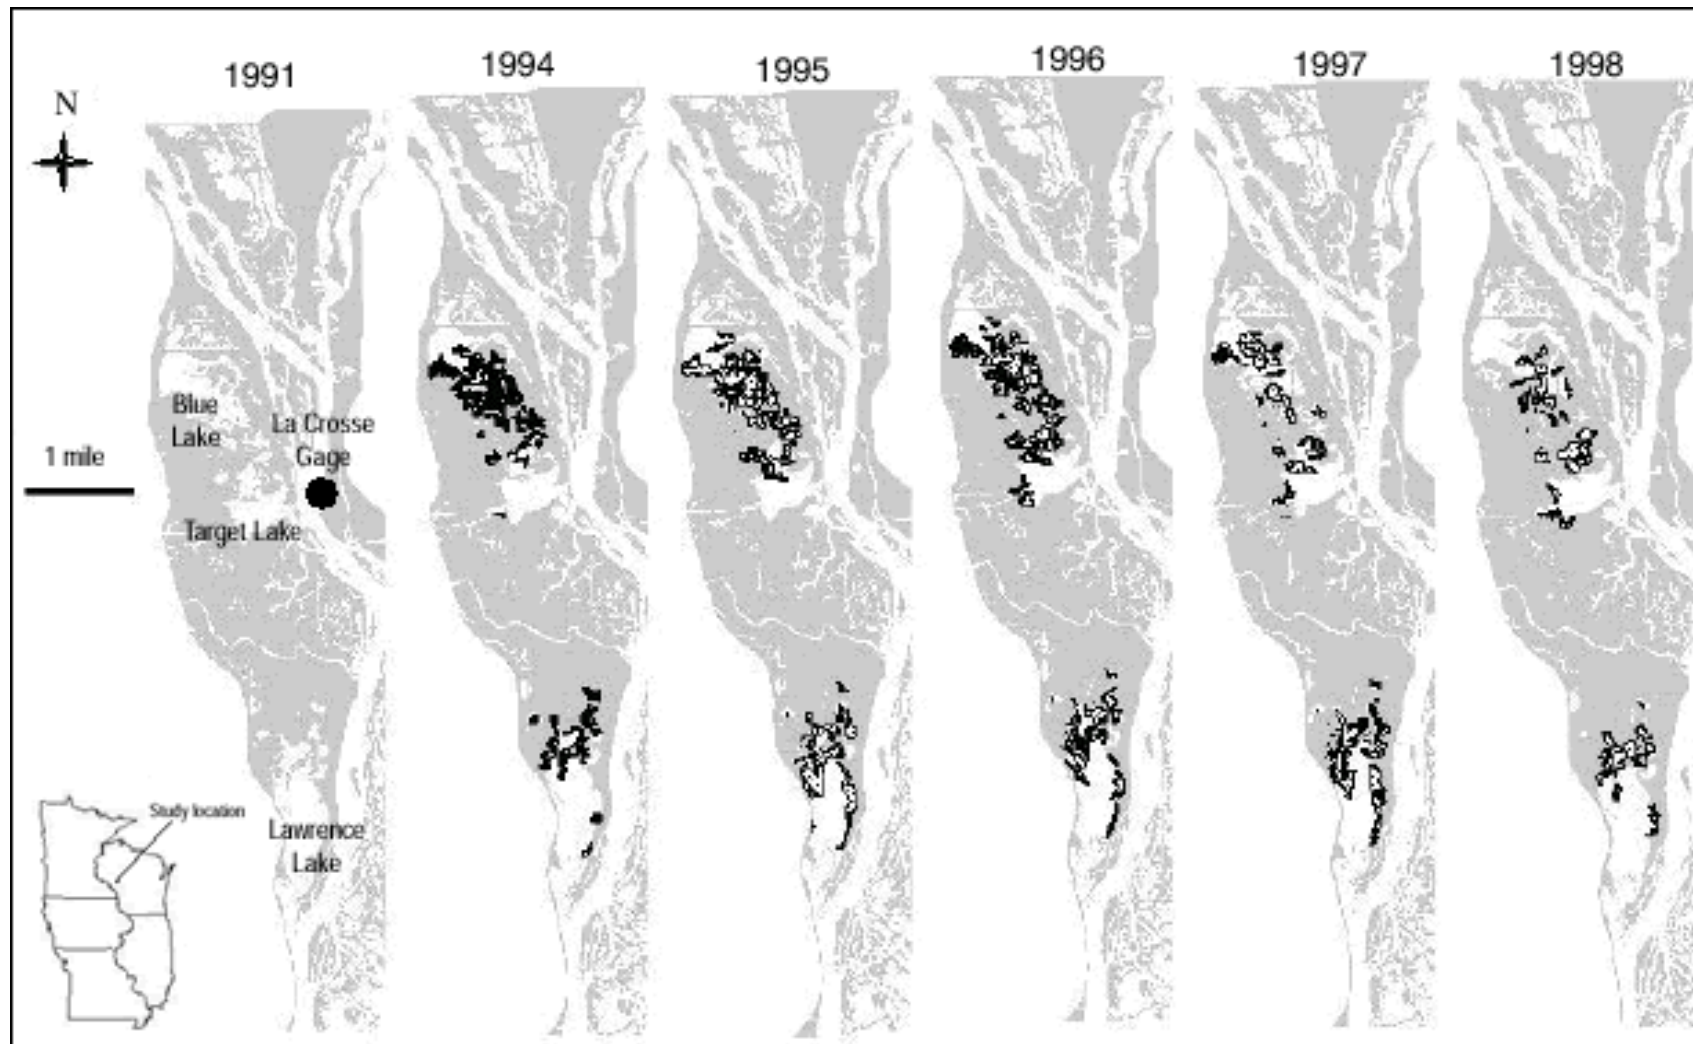 1991
1994
1995
1996
1997
1998
N
Blue
Lake
La Crosse
Gage
1 mile
Target Lake
Study location
Lawrence
Lake